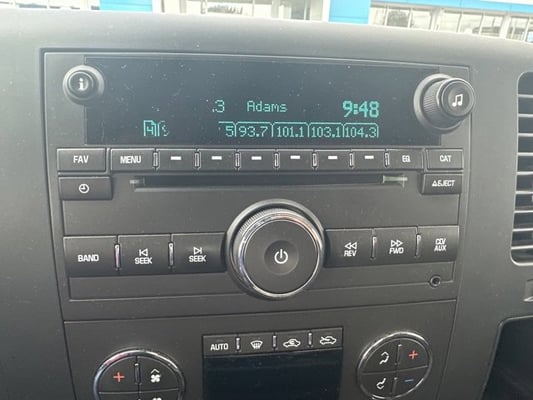 .3 Adams 9:48
5 93.7 101.1 103.1 104.3
FAV MENU EQ CAT
EJECT
BAND SEEK SEEK REV FWD CD/AUX
AUTO